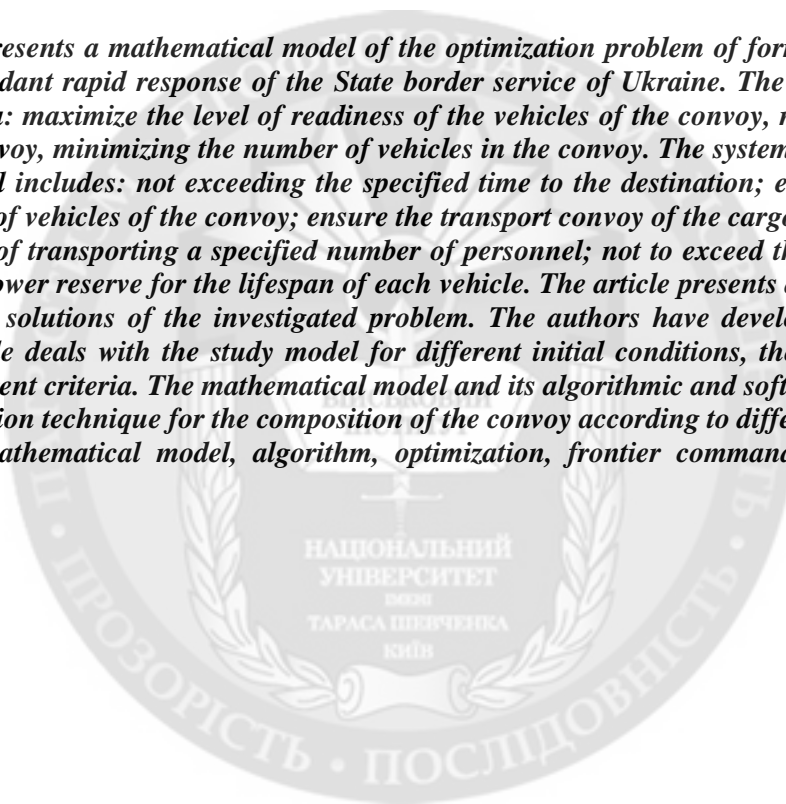 resents a mathematical model of the optimization problem of for
dant rapid response of the State border service of Ukraine. The
: maximize the level of readiness of the vehicles of the convoy,
voy, minimizing the number of vehicles in the convoy. The system
l includes: not exceeding the specified time to the destination;
of vehicles of the convoy; ensure the transport convoy of the cargo
of transporting a specified number of personnel; not to exceed th
ower reserve for the lifespan of each vehicle. The article presents
solutions of the investigated problem. The authors have devel
le deals with the study model for different initial conditions, the
ent criteria. The mathematical model and its algorithmic and soft
ion technique for the composition of the convoy according to diffe
athematical model, algorithm, optimization, frontier comman
ВІЙСЬКОВИЙ
ІНСТИТУТ
НАЦІОНАЛЬНИЙ
УНІВЕРСИТЕТ
ІМЕНІ
ТАРАСА ШЕВЧЕНКА
КИЇВ
ПРОЗОРІСТЬ • ПОСЛІДОВНІСТЬ